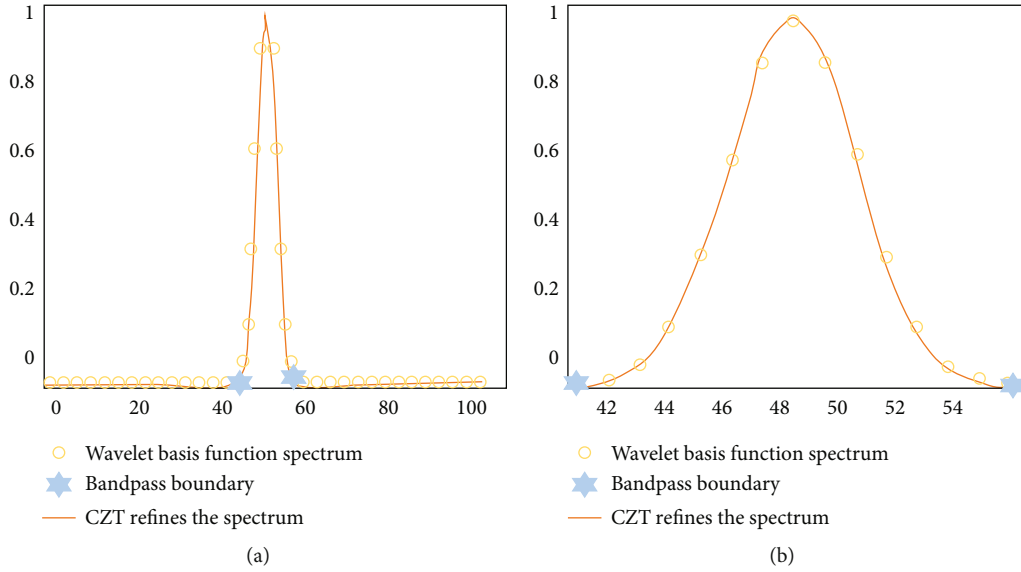 1
0.8
0.6
0.4
0.2
0
0 20 40 60 80 100
Wavelet basis function spectrum
Bandpass boundary
CZT refines the spectrum
(a)
1
0.8
0.6
0.4
0.2
0
42 44 46 48 50 52 54
Wavelet basis function spectrum
Bandpass boundary
CZT refines the spectrum
(b)